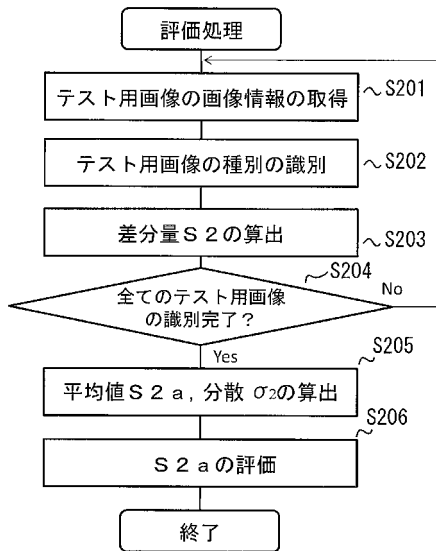 評価処理
テスト用画像の画像情報の取得
S201
テスト用画像の種別の識別
S202
差分量S2の算出
S203
S204
全てのテスト用画像
の識別完了?
No
Yes
S205
平均値S2a, 分散 σ2の算出
S206
S2aの評価
終了